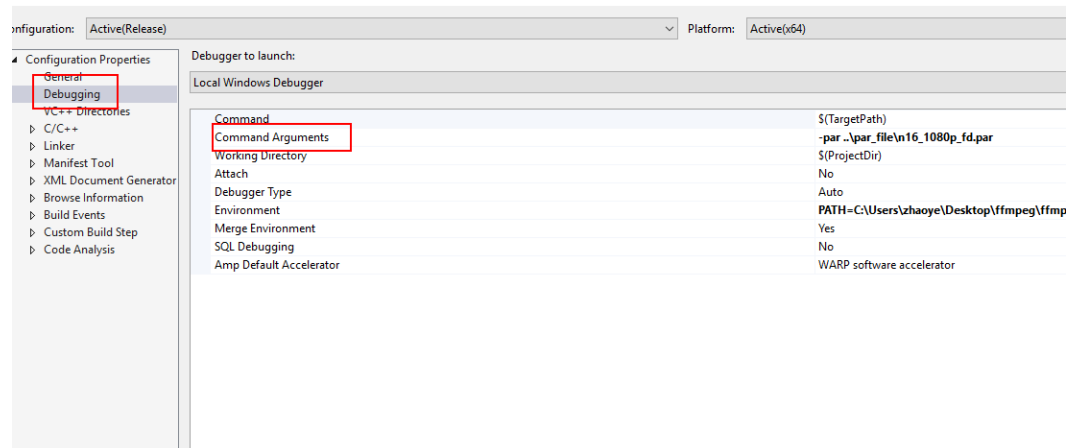 onfiguration: Active(Release) Platform: Active(x64)
Configuration Properties
General
Debugging
VC++ Directories
C/C++
Linker
Manifest Tool
XML Document Generator
Browse Information
Build Events
Custom Build Step
Code Analysis
Debugger to launch:
Local Windows Debugger
Command $(TargetPath)
Command Arguments -par ..\par_file\n16_1080p_fd.par
Working Directory $(ProjectDir)
Attach No
Debugger Type Auto
Environment PATH=C:\Users\zhaoye\Desktop\ffmpeg\ffmp
Merge Environment Yes
SQL Debugging No
Amp Default Accelerator WARP software accelerator